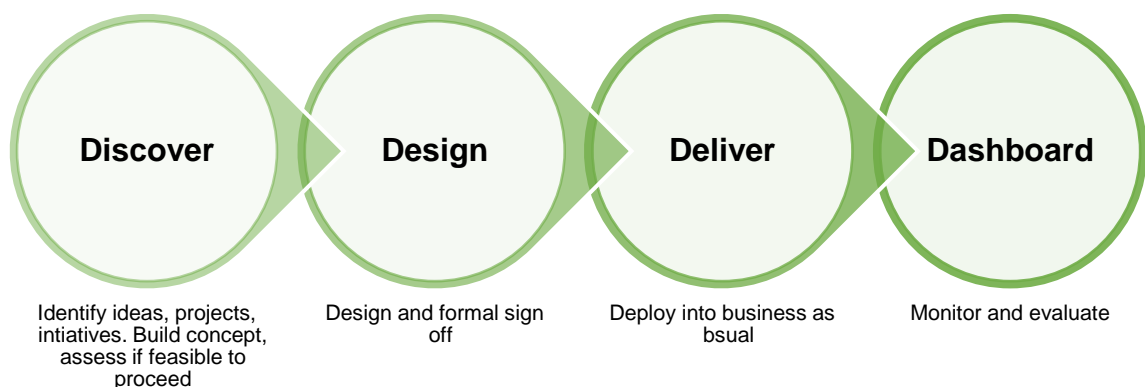 Discover
Design
Deliver
Dashboard
Identify ideas, projects,
intiatives. Build concept,
assess if feasible to
proceed
Design and formal sign
off
Deploy into business as
bsual
Monitor and evaluate